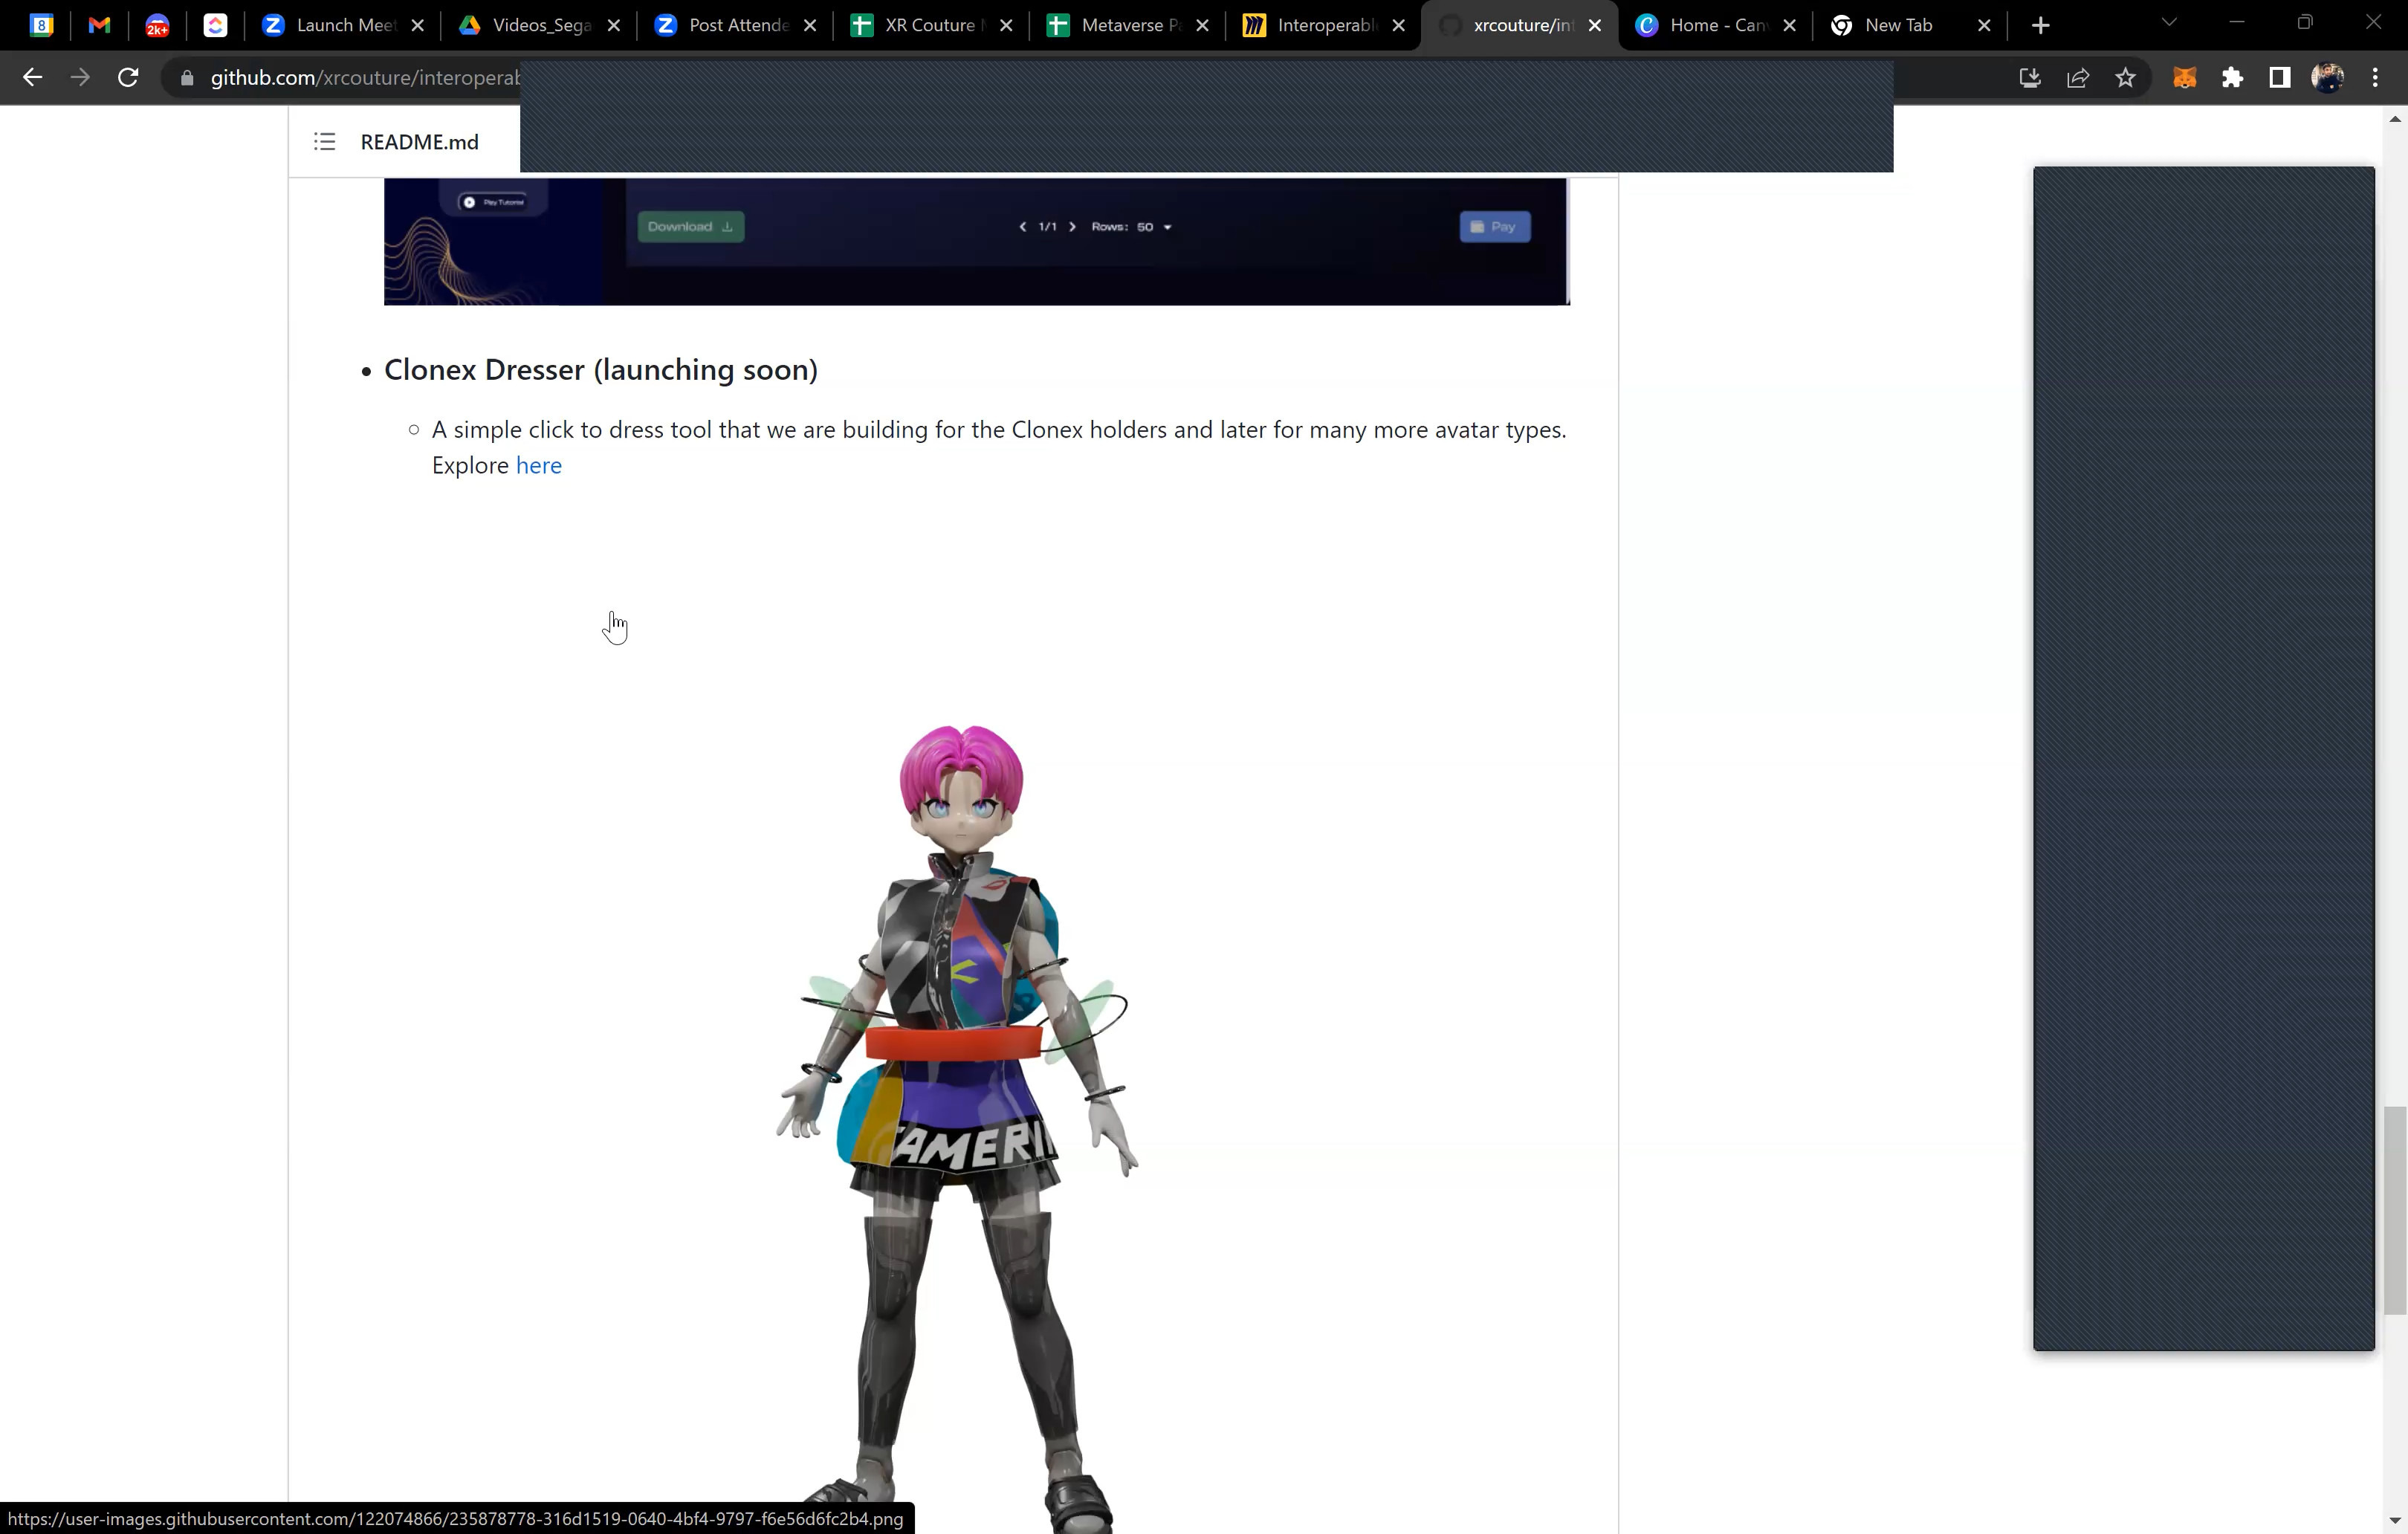 8
2k+
Launch Meet
Videos_Sega
Post Attende
XR Couture
Metaverse Pa
Interoperabl
xrcouture/int
Home - Can
New Tab
github.com/xrcouture/interoperab
README.md
Play Tutorial
Download
1/1
Rows: 50
Pay
Clonex Dresser (launching soon)
A simple click to dress tool that we are building for the Clonex holders and later for many more avatar types.
Explore here
AMERI
https://user-images.githubusercontent.com/122074866/235878778-316d1519-0640-4bf4-9797-f6e56d6fc2b4.png